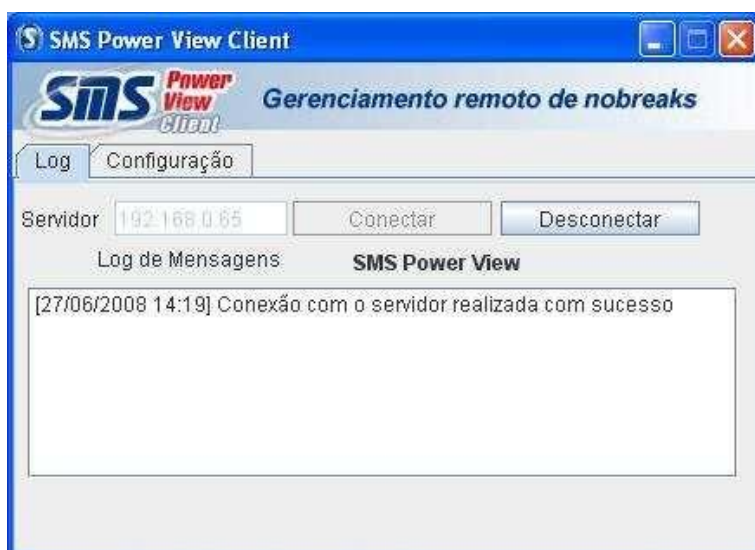 SMS Power View Client
SMS Power View Client Gerenciamento remoto de nobreaks
Log Configuração
Servidor 192.168.0.65 Conectar Desconectar
Log de Mensagens SMS Power View
[27/06/2008 14:19] Conexão com o servidor realizada com sucesso